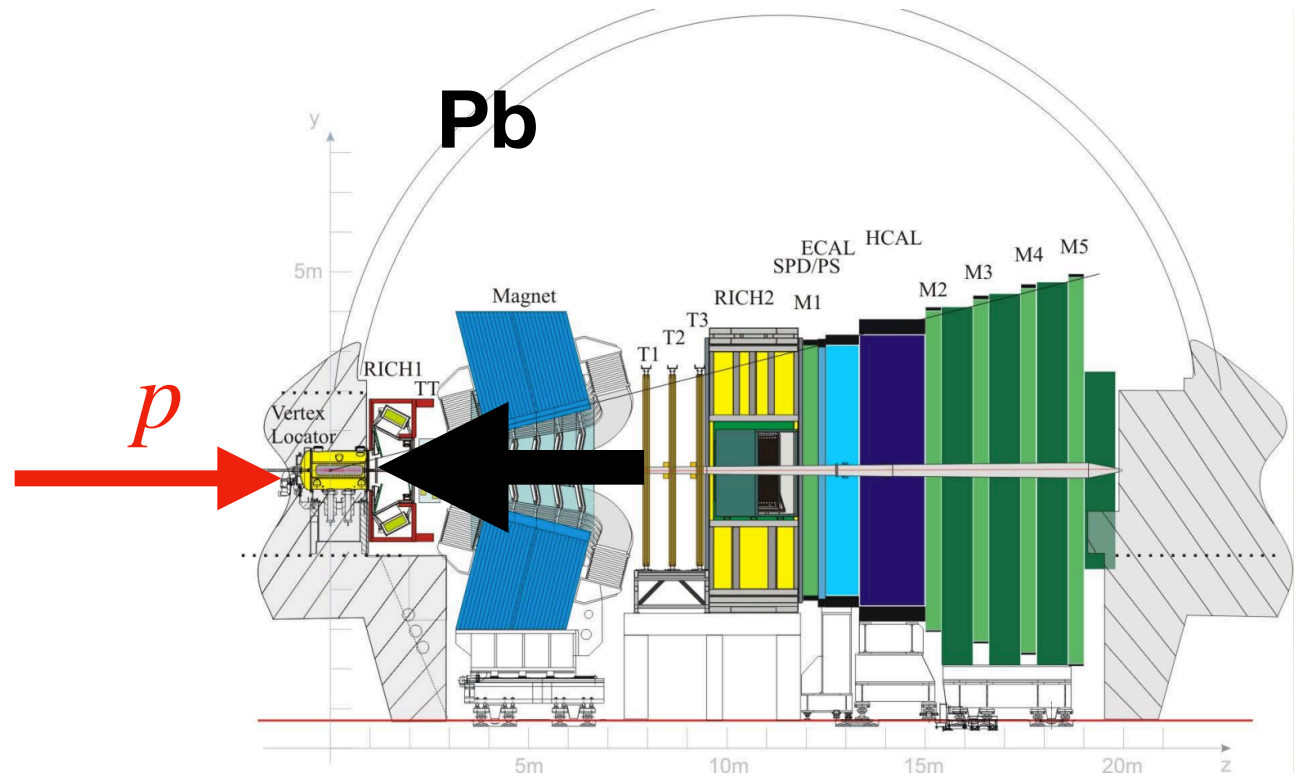 Pb
y
5m
Magnet
RICH1
TT
Vertex
Locator
p
T1
T2
T3
RICH2
M1
SPD/PS
ECAL
HCAL
M2
M3
M4
M5
5m
10m
15m
20m
z